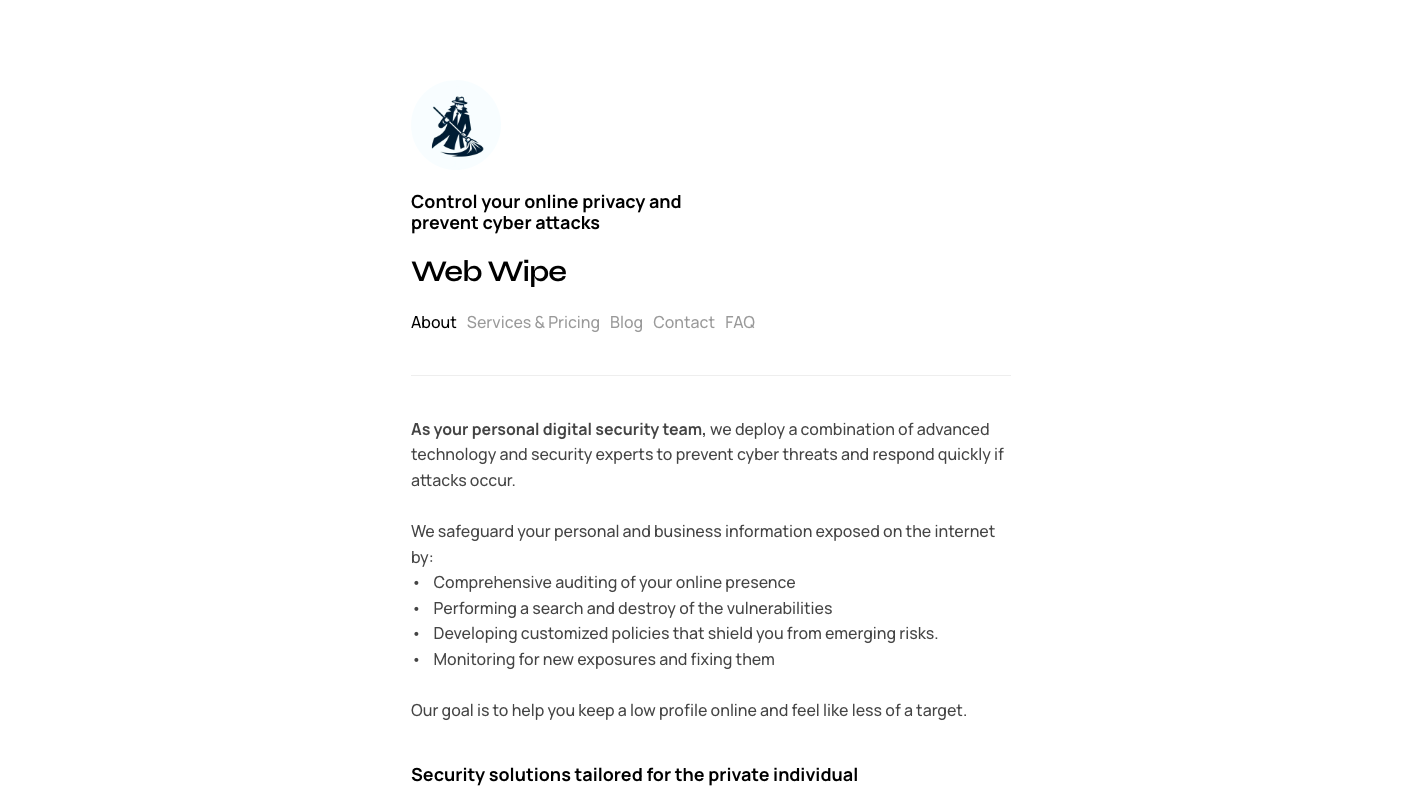 Control your online privacy and
prevent cyber attacks
Web Wipe
About Services & Pricing Blog Contact FAQ
As your personal digital security team, we deploy a combination of advanced
technology and security experts to prevent cyber threats and respond quickly if
attacks occur.
We safeguard your personal and business information exposed on the internet
by:
• Comprehensive auditing of your online presence
• Performing a search and destroy of the vulnerabilities
• Developing customized policies that shield you from emerging risks.
• Monitoring for new exposures and fixing them
Our goal is to help you keep a low profile online and feel like less of a target.
Security solutions tailored for the private individual